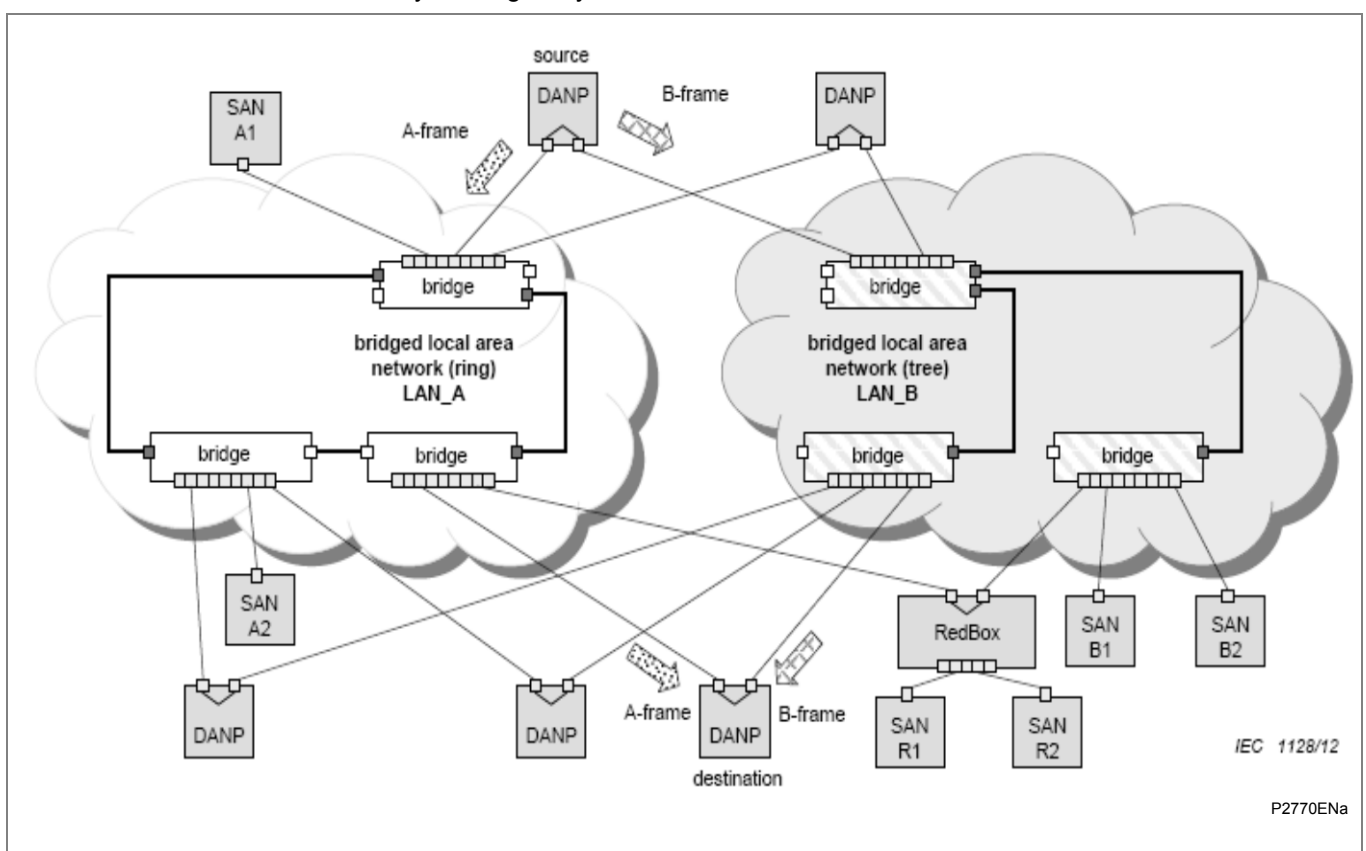 source
DANP
B-frame
DANP
SAN
A1
A-frame
bridge
bridge
bridged local area
network (ring)
LAN_A
bridged local area
network (tree)
LAN_B
bridge
bridge
bridge
bridge
SAN
A2
RedBox
SAN
B1
SAN
B2
DANP
DANP
A-frame
DANP
B-frame
SAN
R1
SAN
R2
destination
IEC 1128/12
P2770ENa